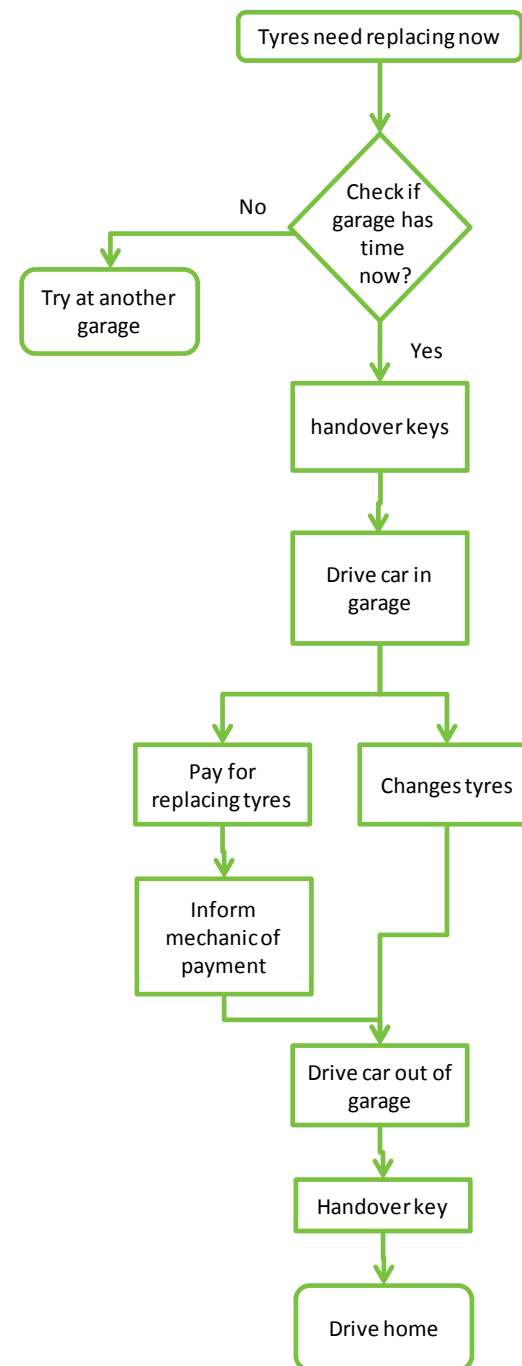 Tyres need replacing now
Check if
garage has
time
now?
No
Try at another
garage
Yes
handover keys
Drive car in
garage
Pay for
replacing tyres
Changes tyres
Inform
mechanic of
payment
Drive car out of
garage
Handover key
Drive home